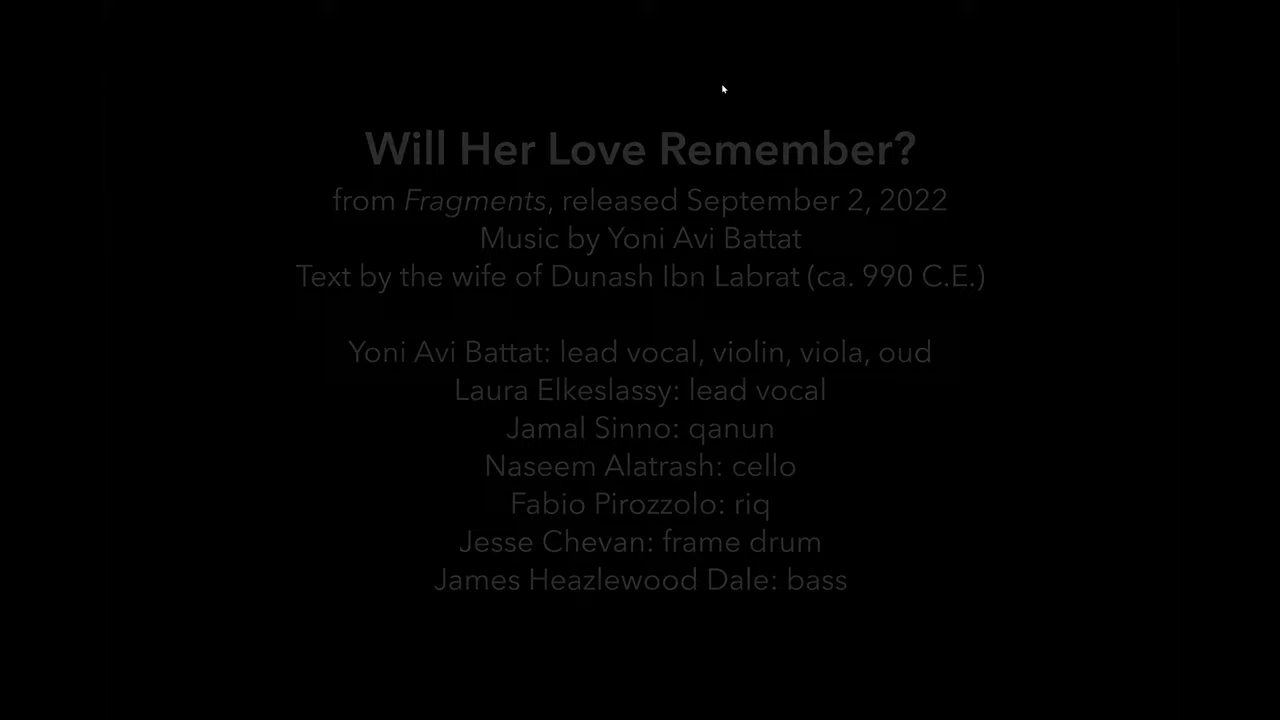 Will Her Love Remember?
from Fragments, released September 2, 2022
Music by Yoni Avi Battat
Text by the wife of Dunash Ibn Labrat (ca. 990 C.E.)
Yoni Avi Battat: lead vocal, violin, viola, oud
Laura Elkeslassy: lead vocal
Jamal Sinno: qanun
Naseem Alatrash: cello
Fabio Pirozzolo: riq
Jesse Chevan: frame drum
James Heazlewood Dale: bass